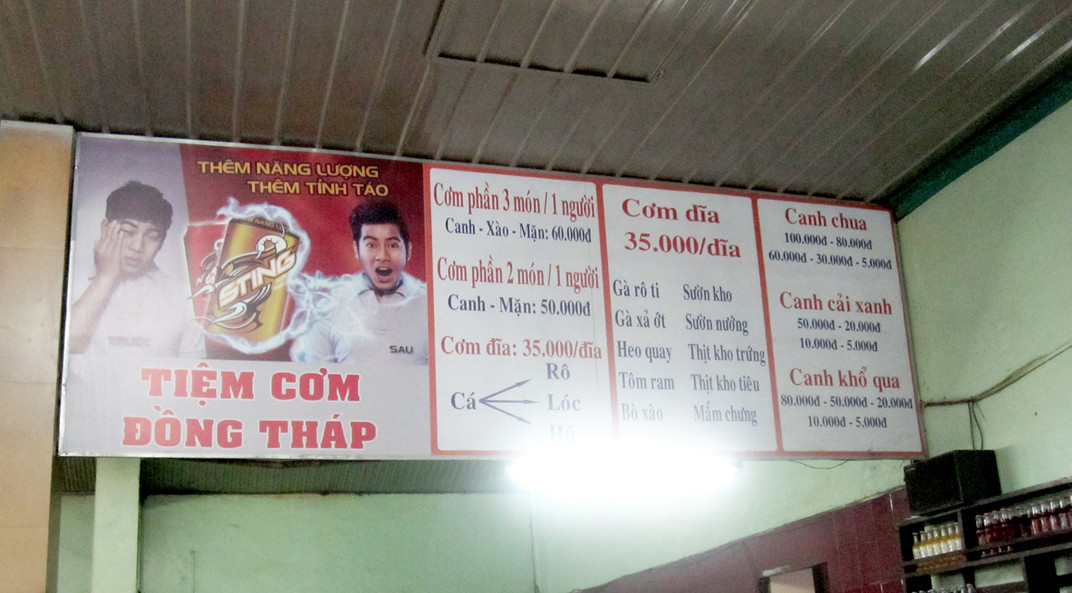 THÊM NĂNG LƯỢNG
THÊM TỈNH TÁO
STING
TRƯỚC
SAU
TIỆM CƠM
ĐỒNG THÁP
Cơm phần 3 món / 1 người
Canh - Xào - Mặn: 60.000đ
Cơm phần 2 món / 1 người
Canh - Mặn: 50.000đ
Cơm đĩa: 35.000/đĩa
Cá
Rô
Lóc
Hú
Cơm đĩa
35.000/đĩa
Gà rô ti Sườn kho
Gà xả ớt Sườn nướng
Heo quay Thịt kho trứng
Tôm ram Thịt kho tiêu
Bò xào Mắm chưng
Canh chua
100.000đ - 80.000đ
60.000đ - 30.000đ - 5.000đ
Canh cải xanh
50.000đ - 20.000đ
10.000đ - 5.000đ
Canh khổ qua
80.000đ - 50.000đ - 20.000đ
10.000đ - 5.000đ